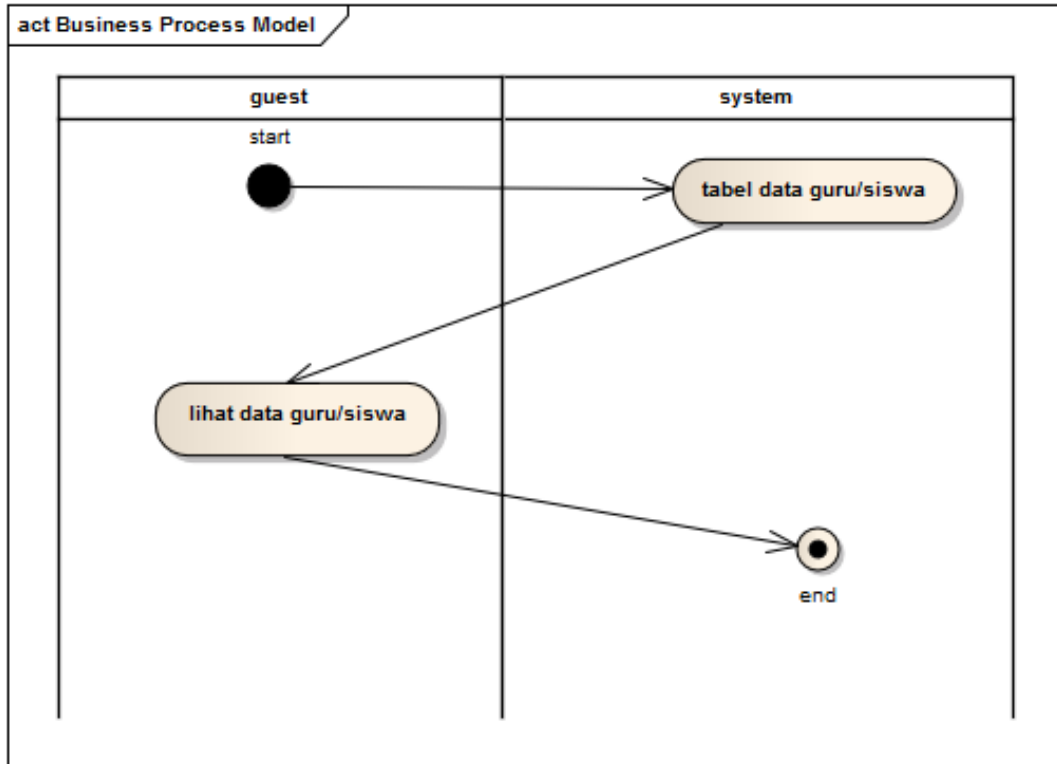 act Business Process Model
guest
system
start
tabel data guru/siswa
lihat data guru/siswa
end